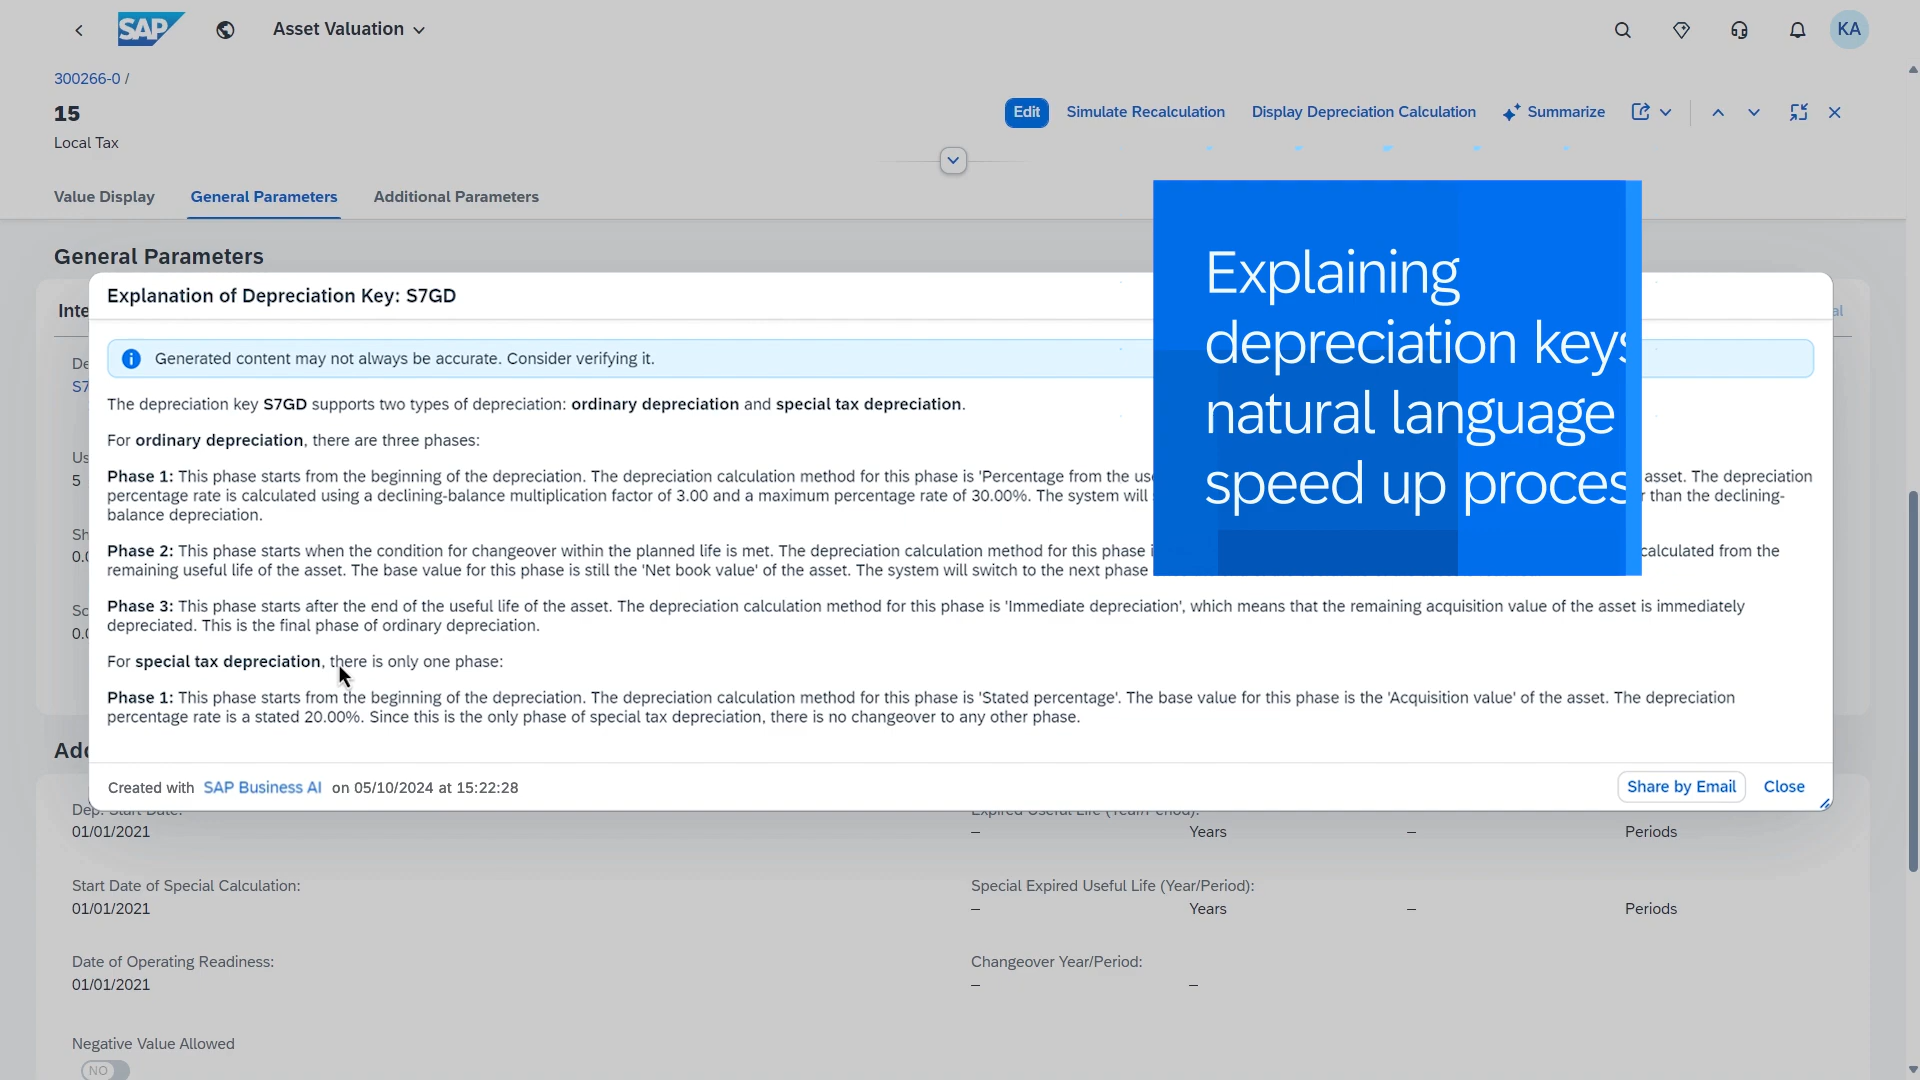 SAP
Asset Valuation
KA
300266-0 /
15
Local Tax
Edit
Simulate Recalculation
Display Depreciation Calculation
Summarize
Value Display
General Parameters
Additional Parameters
General Parameters
Explanation of Depreciation Key: S7GD
Generated content may not always be accurate. Consider verifying it.
The depreciation key S7GD supports two types of depreciation: ordinary depreciation and special tax depreciation.
For ordinary depreciation, there are three phases:
Phase 1: This phase starts from the beginning of the depreciation. The depreciation calculation method for this phase is 'Percentage from the asset. The depreciation
percentage rate is calculated using a declining-balance multiplication factor of 3.00 and a maximum percentage rate of 30.00%. The system will than the declining-
balance depreciation.
Phase 2: This phase starts when the condition for changeover within the planned life is met. The depreciation calculation method for this phase calculated from the
remaining useful life of the asset. The base value for this phase is still the 'Net book value' of the asset. The system will switch to the next phase
Phase 3: This phase starts after the end of the useful life of the asset. The depreciation calculation method for this phase is 'Immediate depreciation', which means that the remaining acquisition value of the asset is immediately
depreciated. This is the final phase of ordinary depreciation.
For special tax depreciation, there is only one phase:
Phase 1: This phase starts from the beginning of the depreciation. The depreciation calculation method for this phase is 'Stated percentage'. The base value for this phase is the 'Acquisition value' of the asset. The depreciation
percentage rate is a stated 20.00%. Since this is the only phase of special tax depreciation, there is no changeover to any other phase.
Created with SAP Business AI on 05/10/2024 at 15:22:28
Share by Email
Close
Explaining
depreciation keys
natural language
speed up proces
5
Dep. Start Date:
01/01/2021
Expired Useful Life (Year/Period):
– Years – Periods
Start Date of Special Calculation:
01/01/2021
Special Expired Useful Life (Year/Period):
– Years – Periods
Date of Operating Readiness:
01/01/2021
Changeover Year/Period:
– –
Negative Value Allowed
NO